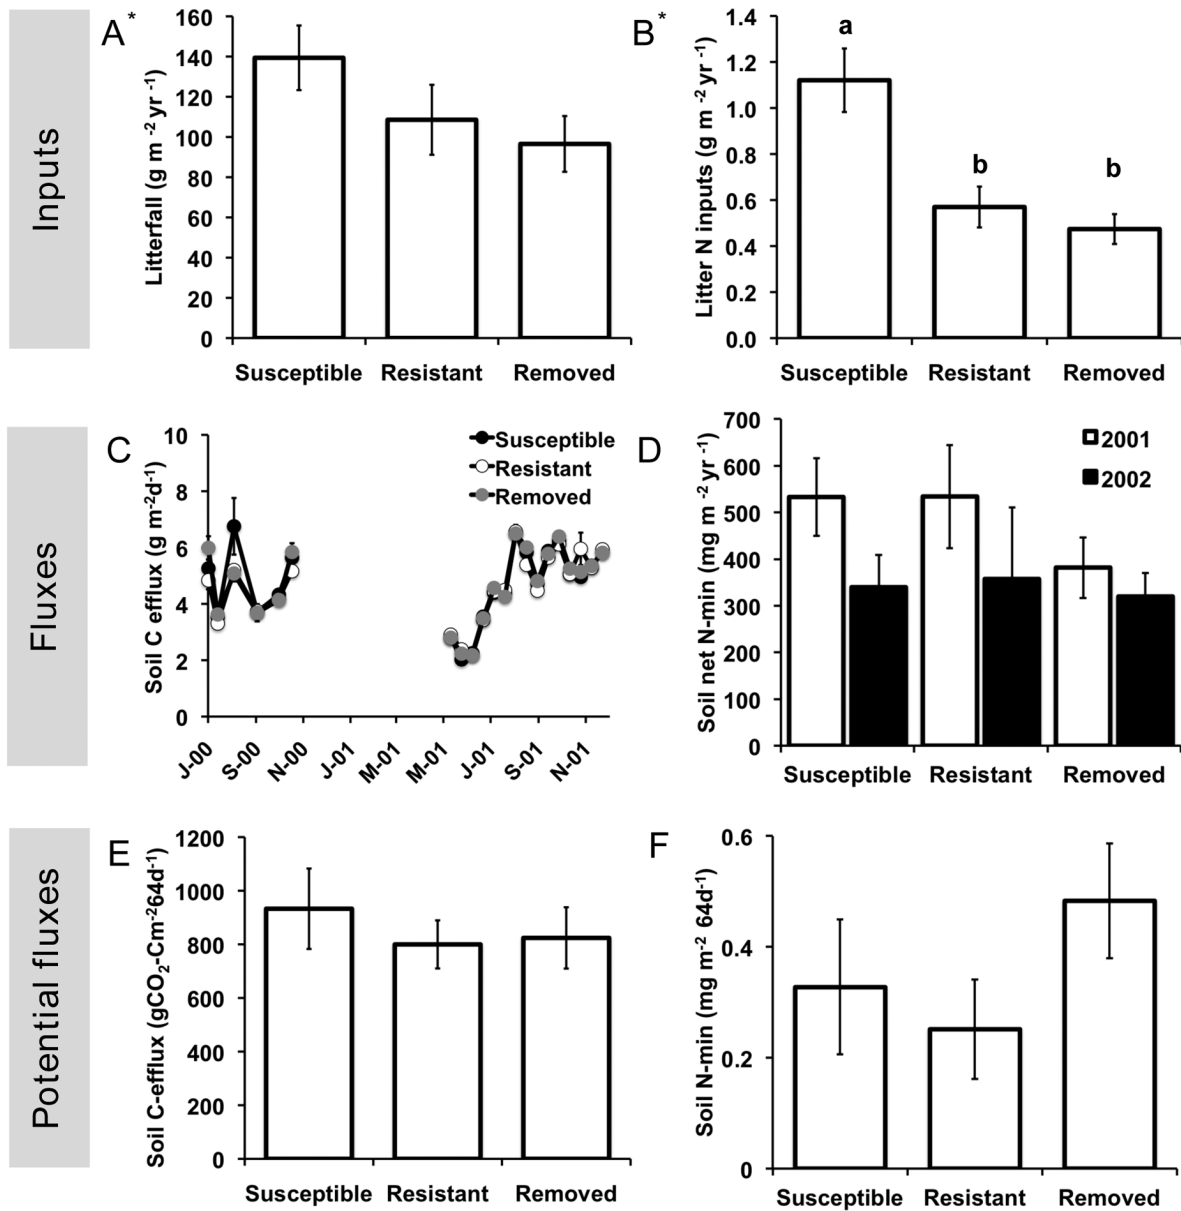 Inputs
A*
Litterfall (g m -2 yr -1)
160
140
120
100
80
60
40
20
0
Susceptible Resistant Removed
B*
Litter N inputs (g m -2 yr -1)
1.4
1.2
1.0
0.8
0.6
0.4
0.2
0.0
a
b
b
Susceptible Resistant Removed
Fluxes
C
Soil C efflux (g m-2d-1)
10
8
6
4
2
0
Susceptible
Resistant
Removed
J-00 S-00 N-00 J-01 M-01 M-01 J-01 S-01 N-01
D
Soil net N-min (mg m -2 yr -1)
700
600
500
400
300
200
100
0
2001
2002
Susceptible Resistant Removed
Potential fluxes
E
Soil C-efflux (gCO2-Cm-264d-1)
1200
1000
800
600
400
200
0
Susceptible Resistant Removed
F
Soil N-min (mg m-2 64d-1)
0.6
0.4
0.2
0
Susceptible Resistant Removed